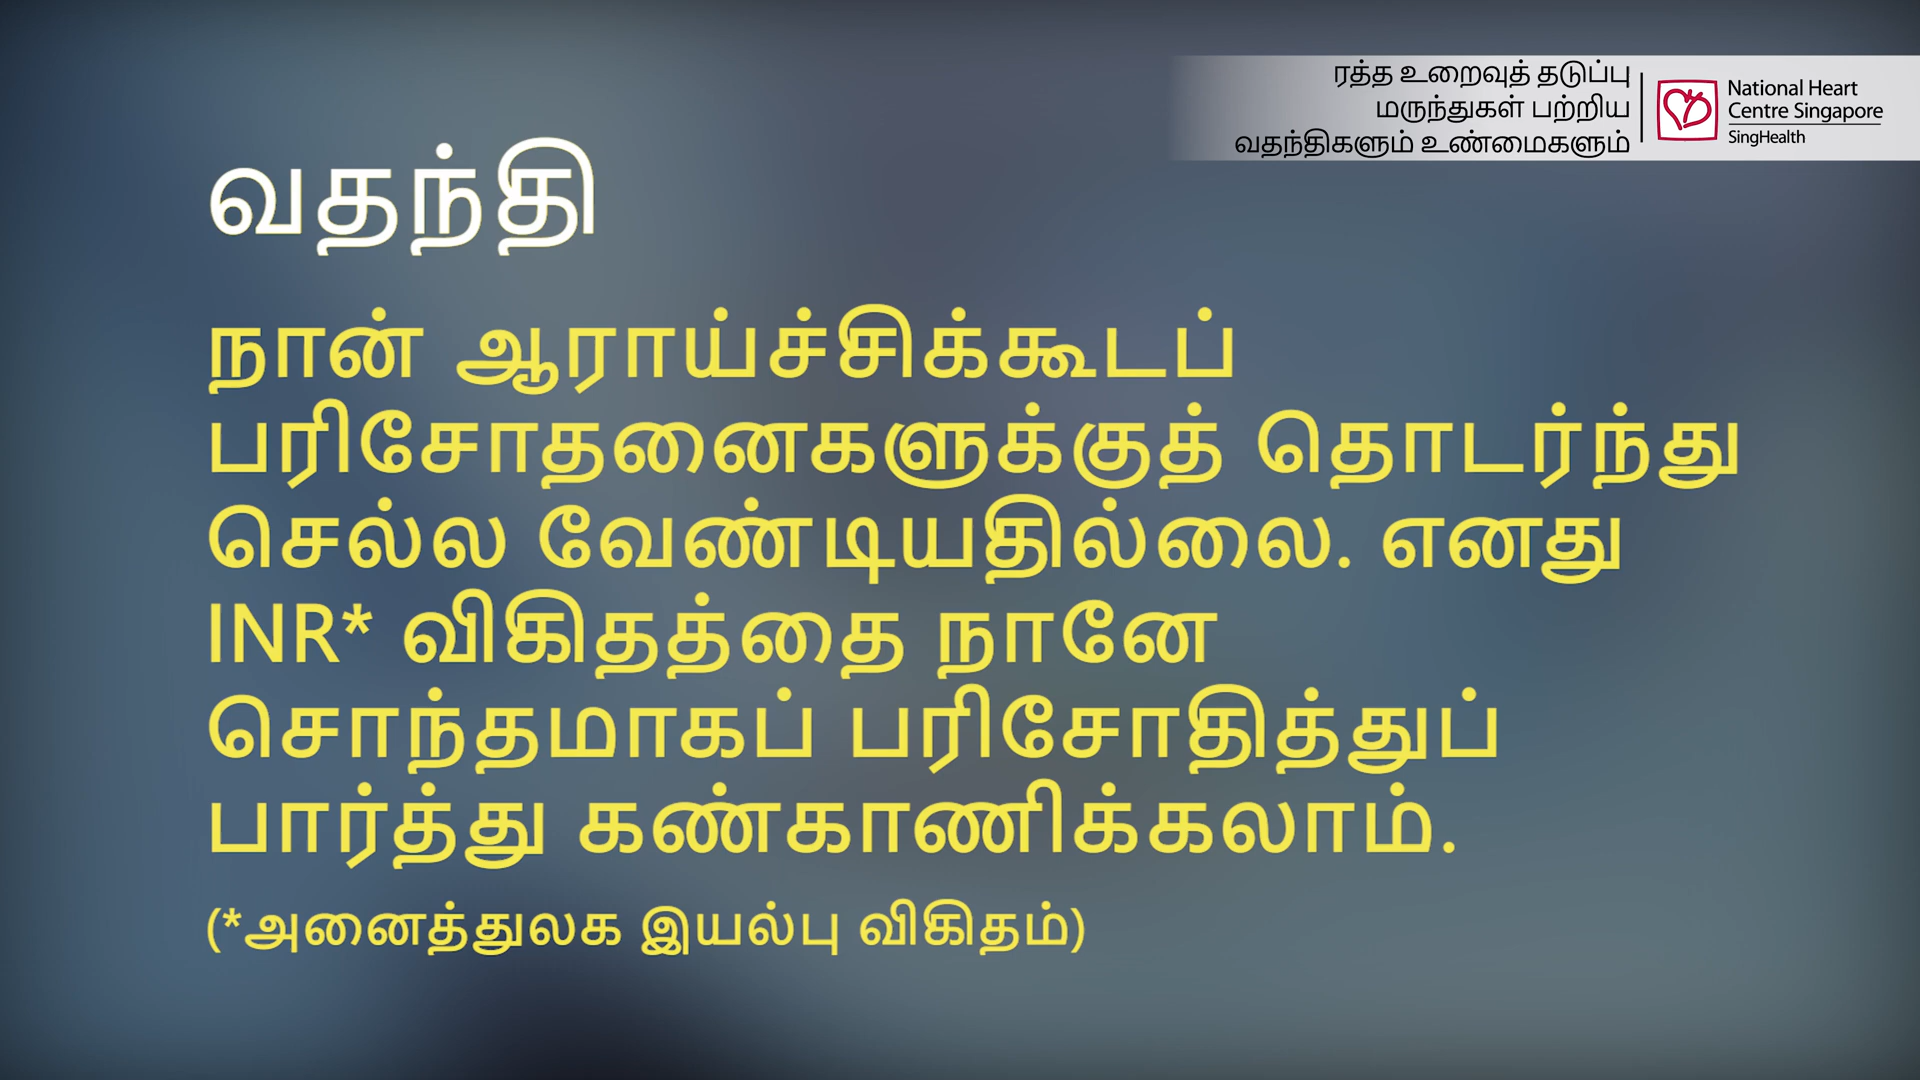 ரத்த உறைவுத் தடுப்பு
மருந்துகள் பற்றிய
வதந்திகளும் உண்மைகளும்
National Heart
Centre Singapore
SingHealth
வதந்தி
நான் ஆராய்ச்சிக்கூடப்
பரிசோதனைகளுக்குத் தொடர்ந்து
செல்ல வேண்டியதில்லை. எனது
INR* விகிதத்தை நானே
சொந்தமாகப் பரிசோதித்துப்
பார்த்து கண்காணிக்கலாம்.
(*அனைத்துலக இயல்பு விகிதம்)